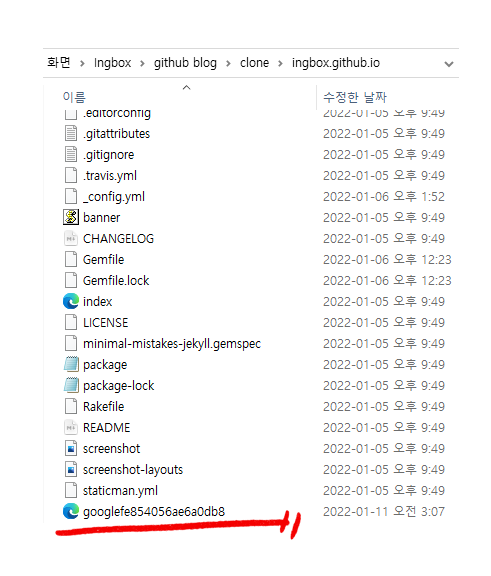 화면 > Ingbox > github blog > clone > ingbox.github.io
이름 수정한 날짜
.editorconfig 2022-01-05 오후 9:49
.gitattributes 2022-01-05 오후 9:49
.gitignore 2022-01-05 오후 9:49
.travis.yml 2022-01-05 오후 9:49
_config.yml 2022-01-06 오후 1:52
banner 2022-01-05 오후 9:49
CHANGELOG 2022-01-05 오후 9:49
Gemfile 2022-01-06 오후 12:23
Gemfile.lock 2022-01-06 오후 12:23
index 2022-01-05 오후 9:49
LICENSE 2022-01-05 오후 9:49
minimal-mistakes-jekyll.gemspec 2022-01-05 오후 9:49
package 2022-01-05 오후 9:49
package-lock 2022-01-05 오후 9:49
Rakefile 2022-01-05 오후 9:49
README 2022-01-05 오후 9:49
screenshot 2022-01-05 오후 9:49
screenshot-layouts 2022-01-05 오후 9:49
staticman.yml 2022-01-05 오후 9:49
googlefe854056ae6a0db8 2022-01-11 오전 3:07